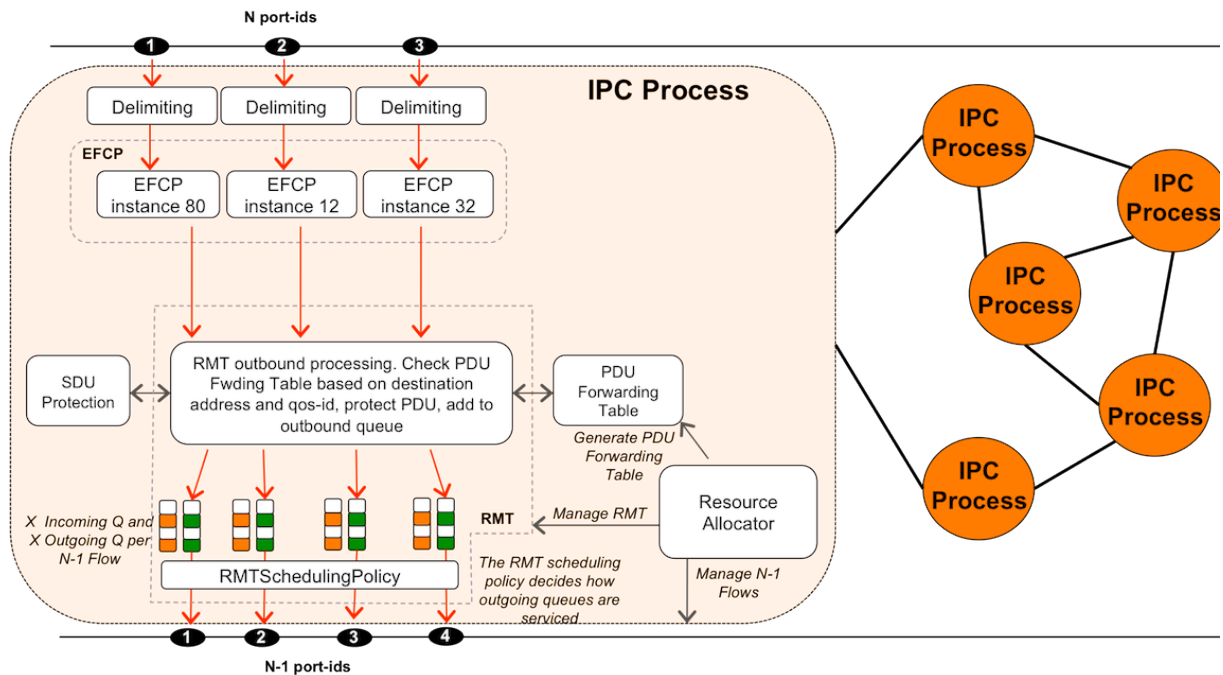 N port-ids
1
2
3
IPC Process
Delimiting
Delimiting
Delimiting
EFCP
EFCP
instance 80
EFCP
instance 12
EFCP
instance 32
SDU
Protection
RMT outbound processing. Check PDU
Fwding Table based on destination
address and qos-id, protect PDU, add to
outbound queue
PDU
Forwarding
Table
Generate PDU
Forwarding
Table
Resource
Allocator
Manage RMT
RMT
X Incoming Q and
X Outgoing Q per
N-1 Flow
RMTSchedulingPolicy
The RMT scheduling
policy decides how
outgoing queues are
serviced
Manage N-1
Flows
1
2
3
4
N-1 port-ids
IPC
Process
IPC
Process
IPC
Process
IPC
Process
IPC
Process